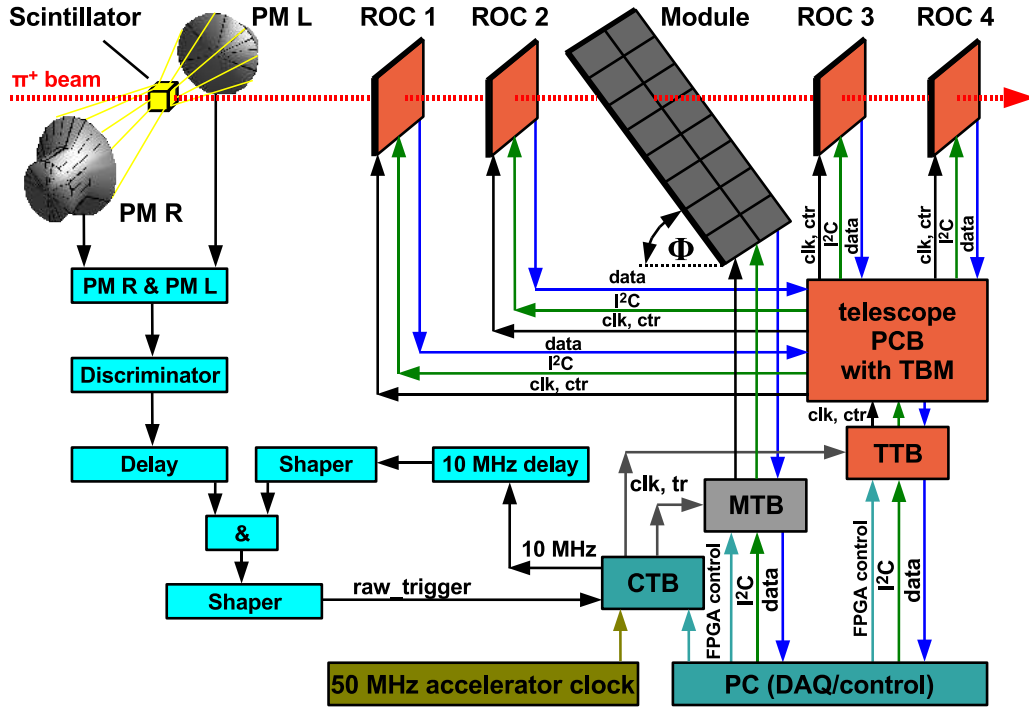 PM L
ROC 1
ROC 2
Module
ROC 3
ROC 4
Scintillator
π+ beam
PM R
Φ
clk, ctr
I²C
data
clk, ctr
I²C
data
PM R & PM L
data
I²C
clk, ctr
telescope
PCB
with TBM
data
I²C
clk, ctr
Discriminator
clk, ctr
Delay
Shaper
10 MHz delay
TTB
clk, tr
MTB
&
10 MHz
CTB
FPGA control
I²C
data
FPGA control
I²C
data
Shaper
raw_trigger
50 MHz accelerator clock
PC (DAQ/control)